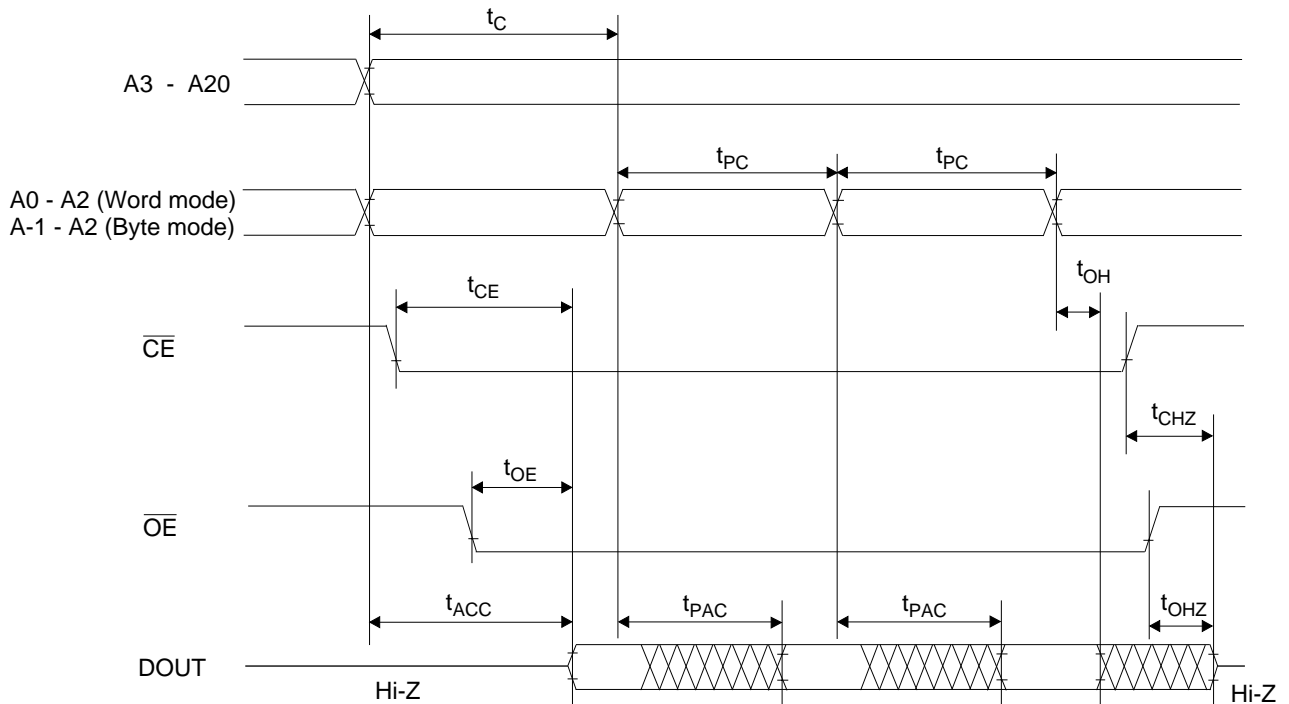 tC
A3 - A20
tPC
tPC
A0 - A2 (Word mode)
A-1 - A2 (Byte mode)
tOH
tCE
CE
tCHZ
tOE
OE
tACC
tPAC
tPAC
tOHZ
DOUT
Hi-Z
Hi-Z